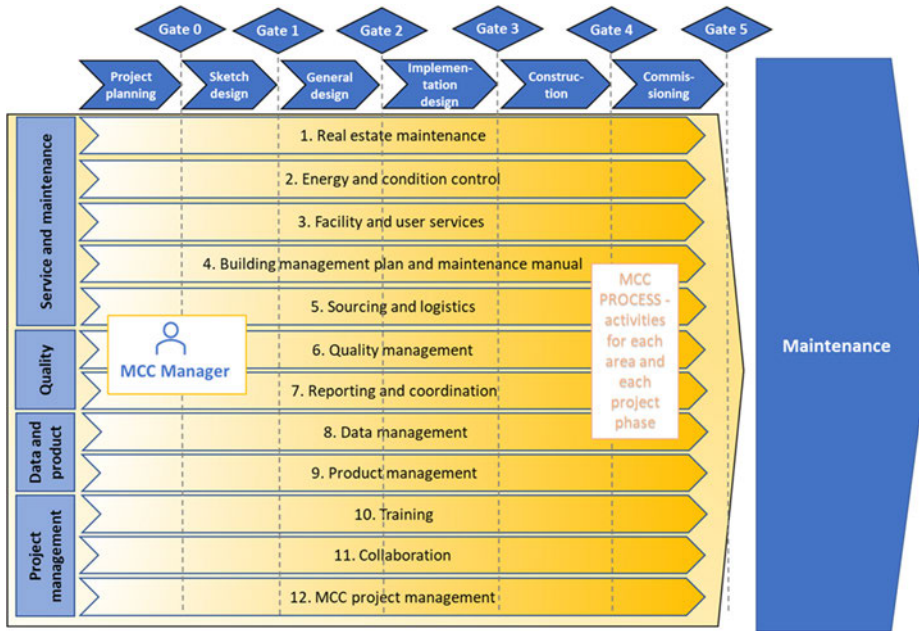 Gate 0
Gate 1
Gate 2
Gate 3
Gate 4
Gate 5
Project
planning
Sketch
design
General
design
Implemen-
tation
design
Construc-
tion
Commis-
sioning
Service and maintenance
1. Real estate maintenance
2. Energy and condition control
3. Facility and user services
4. Building management plan and maintenance manual
5. Sourcing and logistics
Quality
6. Quality management
7. Reporting and coordination
Data and
product
8. Data management
9. Product management
Project
management
10. Training
11. Collaboration
12. MCC project management
MCC Manager
MCC
PROCESS -
activities
for each
area and
each
project
phase
Maintenance